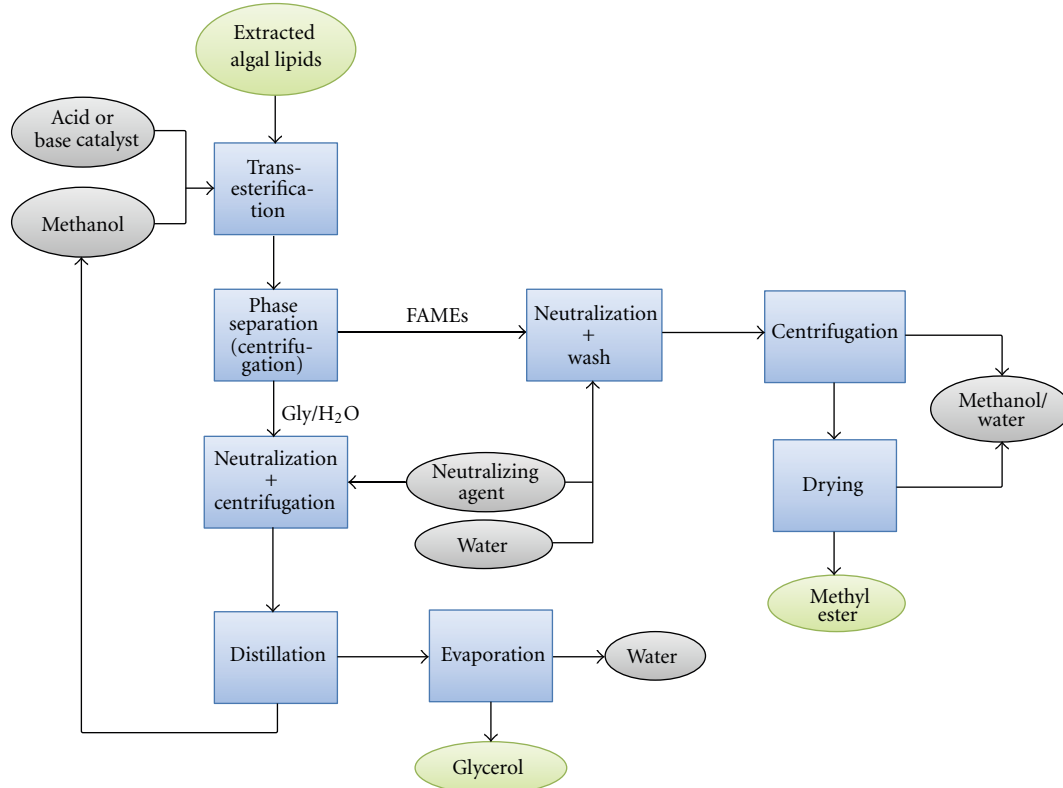 Extracted
algal lipids
Acid or
base catalyst
Trans-
esterifica-
tion
Methanol
Phase
separation
(centrifu-
gation)
FAMEs
Neutralization
+
wash
Centrifugation
Gly/H₂O
Methanol/
water
Neutralization
+
centrifugation
Neutralizing
agent
Drying
Water
Methyl
ester
Distillation
Evaporation
Water
Glycerol